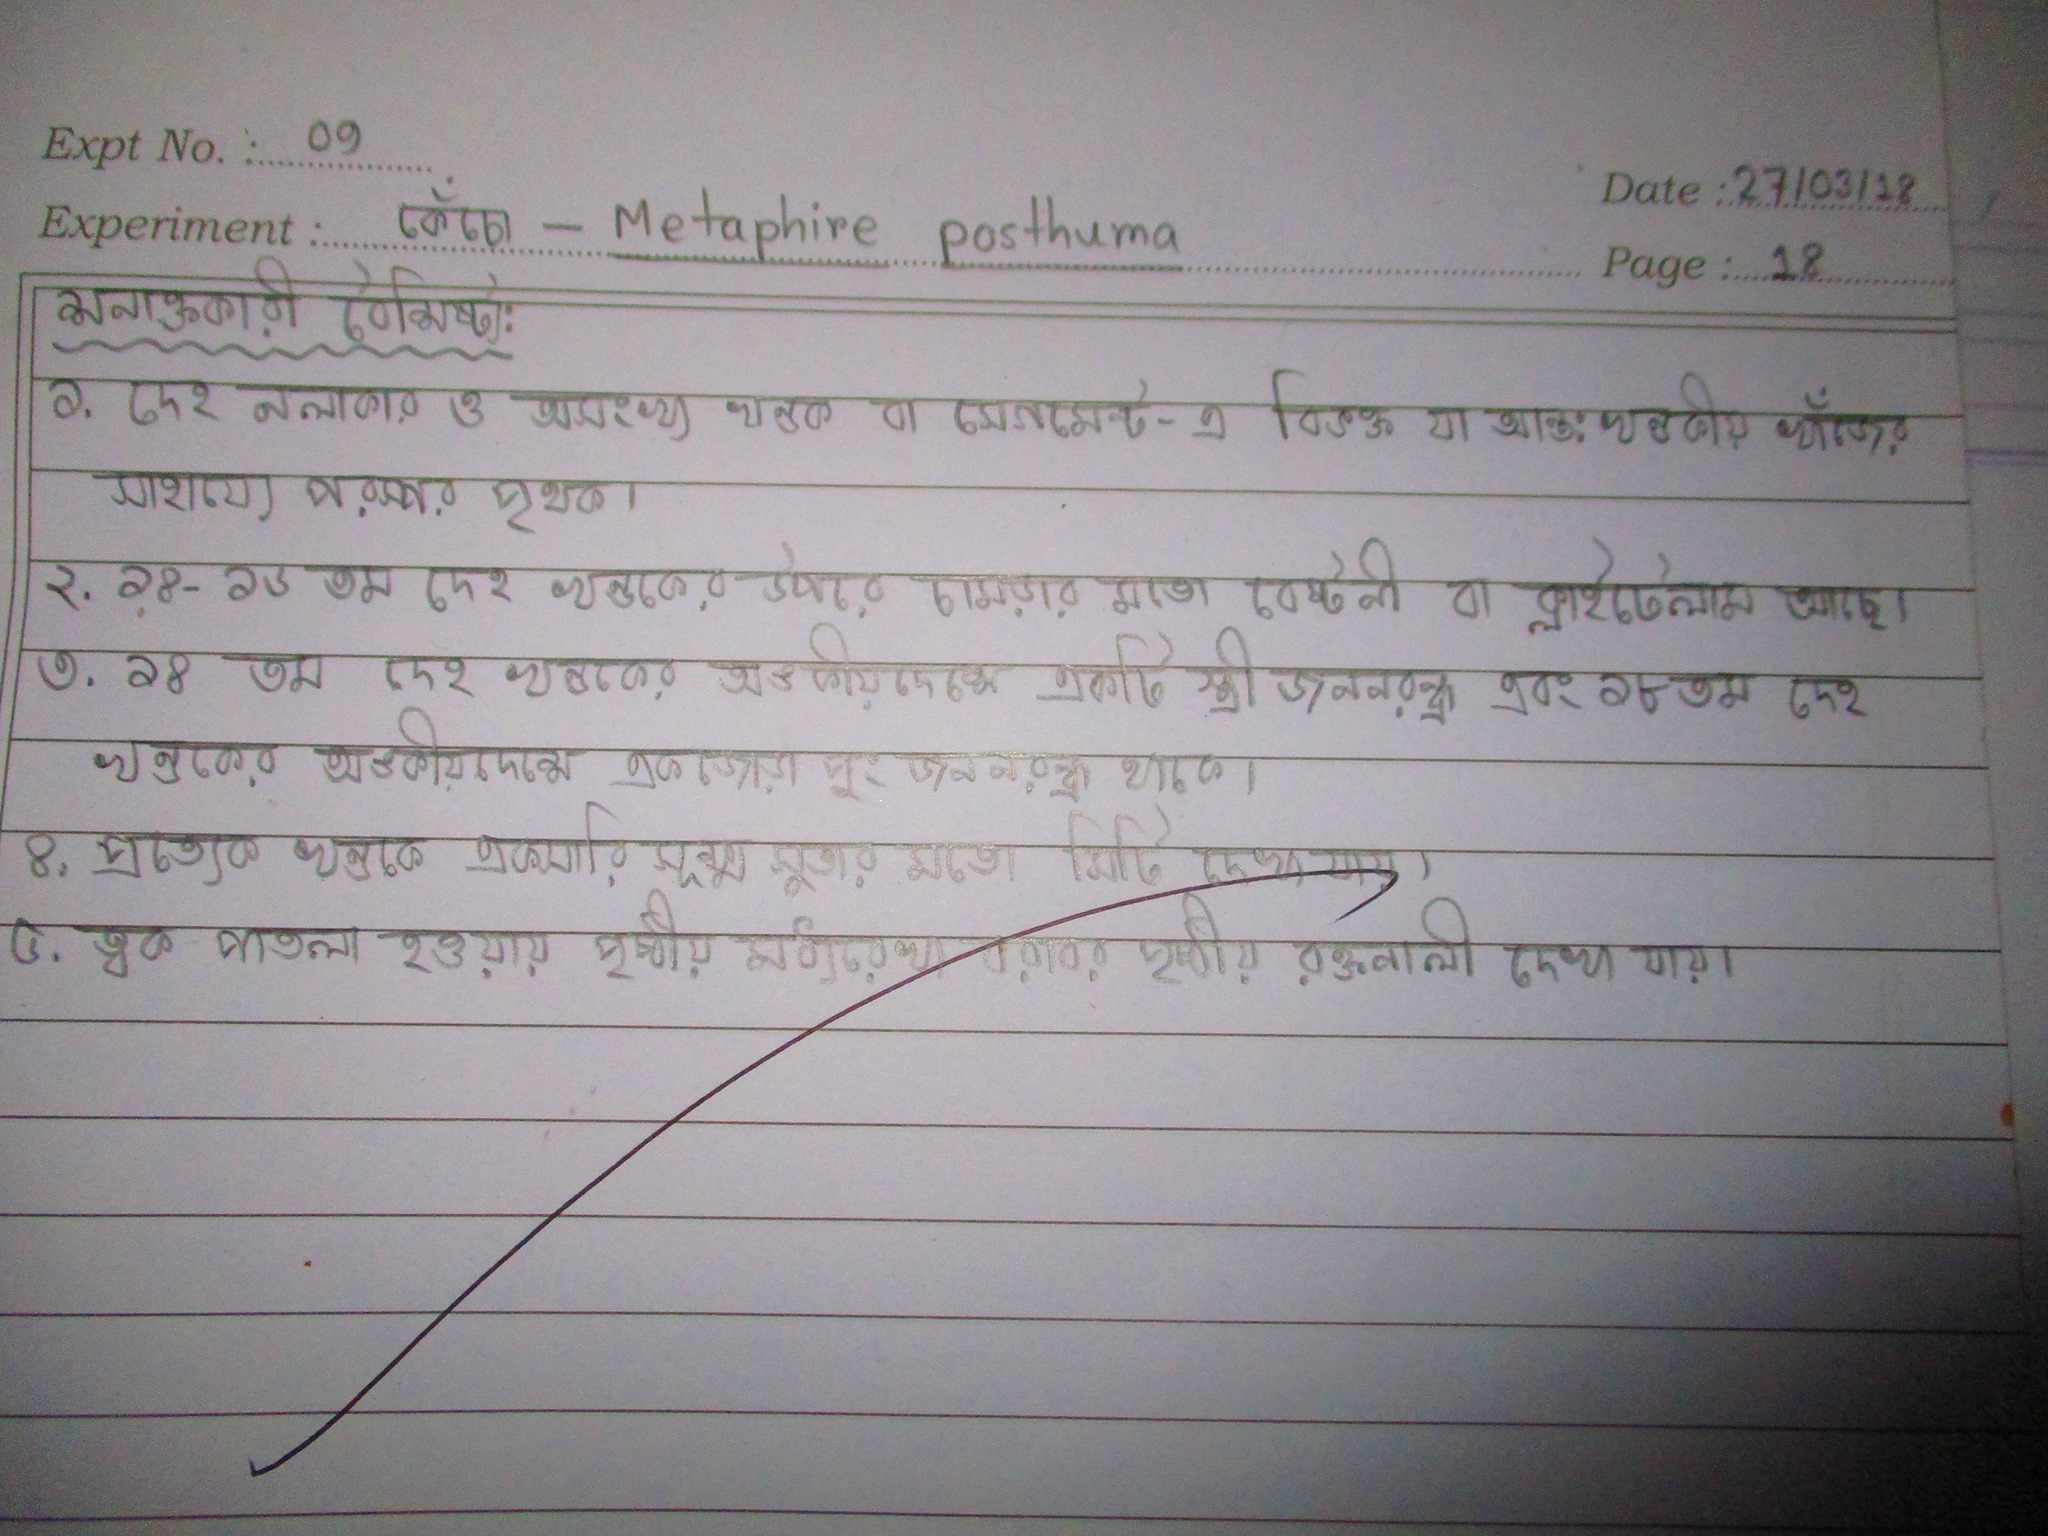 Expt No. : 09
Date : 27/03/18
Experiment : কেঁচো – Metaphire posthuma
Page : 18
শনাক্তকারী বৈশিষ্ট্য:
১. দেহ নলাকার ও অসংখ্য খন্ডক বা সেগমেন্ট-এ বিভক্ত যা আন্তঃখন্ডকীয় খাঁজের
সাহায্যে পরস্পর পৃথক।
২. ১৪-১৬ তম দেহ খন্ডকের উপরে চামড়ার মতো বেষ্টনী বা ক্লাইটেলাম আছে।
৩. ১৪ তম দেহ খন্ডকের অঙ্কীয়দেশে একটি স্ত্রী জননরন্ধ্র এবং ১৮তম দেহ
খন্ডকের অঙ্কীয়দেশে একজোড়া পুং জননরন্ধ্র থাকে।
৪. প্রত্যেক খন্ডকে একসারি সূক্ষ্ম সুতার মতো সিটি দেখা যায়।
৫. ত্বক পাতলা হওয়ায় পৃষ্ঠীয় মধ্যরেখা বরাবর পৃষ্ঠীয় রক্তনালী দেখা যায়।